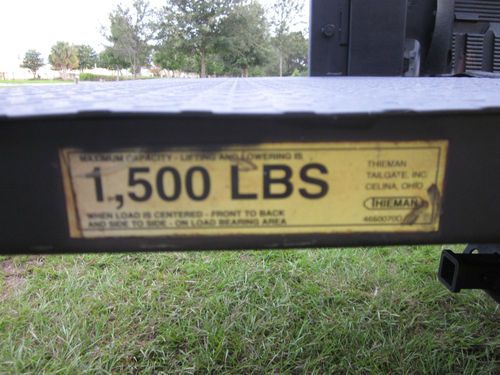 MAXIMUM CAPACITY - LIFTING AND LOWERING IS
1,500 LBS
WHEN LOAD IS CENTERED - FRONT TO BACK
AND SIDE TO SIDE - ON LOAD BEARING AREA
THIEMAN
TAILGATE, INC
CELINA, OHIO
THIEMAN
4660070D